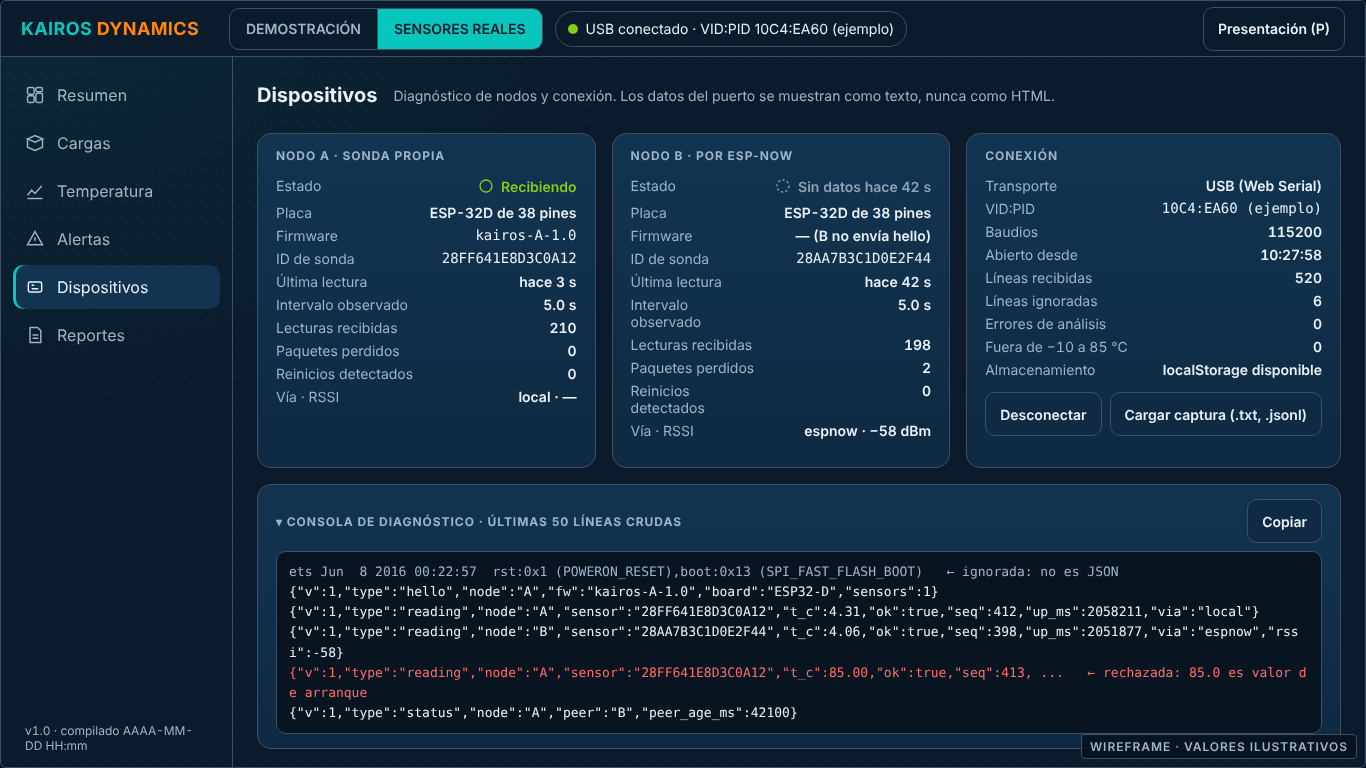 KAIROS DYNAMICS
DEMOSTRACIÓN
SENSORES REALES
USB conectado · VID:PID 10C4:EA60 (ejemplo)
Presentación (P)
Resumen
Cargas
Temperatura
Alertas
Dispositivos
Reportes
v1.0 · compilado AAAA-MM-
DD HH:mm
Dispositivos
Diagnóstico de nodos y conexión. Los datos del puerto se muestran como texto, nunca como HTML.
NODO A · SONDA PROPIA
Estado Recibiendo
Placa ESP-32D de 38 pines
Firmware kairos-A-1.0
ID de sonda 28FF641E8D3C0A12
Última lectura hace 3 s
Intervalo observado 5.0 s
Lecturas recibidas 210
Paquetes perdidos 0
Reinicios detectados 0
Vía · RSSI local · —
NODO B · POR ESP-NOW
Estado Sin datos hace 42 s
Placa ESP-32D de 38 pines
Firmware — (B no envía hello)
ID de sonda 28AA7B3C1D0E2F44
Última lectura hace 42 s
Intervalo 5.0 s
observado
Lecturas recibidas 198
Paquetes perdidos 2
Reinicios 0
detectados
Vía · RSSI espnow · −58 dBm
CONEXIÓN
Transporte USB (Web Serial)
VID:PID 10C4:EA60 (ejemplo)
Baudios 115200
Abierto desde 10:27:58
Líneas recibidas 520
Líneas ignoradas 6
Errores de análisis 0
Fuera de −10 a 85 °C 0
Almacenamiento localStorage disponible
Desconectar
Cargar captura (.txt, .jsonl)
▾ CONSOLA DE DIAGNÓSTICO · ÚLTIMAS 50 LÍNEAS CRUDAS
Copiar
ets Jun  8 2016 00:22:57  rst:0x1 (POWERON_RESET),boot:0x13 (SPI_FAST_FLASH_BOOT)   ← ignorada: no es JSON
{"v":1,"type":"hello","node":"A","fw":"kairos-A-1.0","board":"ESP32-D","sensors":1}
{"v":1,"type":"reading","node":"A","sensor":"28FF641E8D3C0A12","t_c":4.31,"ok":true,"seq":412,"up_ms":2058211,"via":"local"}
{"v":1,"type":"reading","node":"B","sensor":"28AA7B3C1D0E2F44","t_c":4.06,"ok":true,"seq":398,"up_ms":2051877,"via":"espnow","rss
i":-58}
{"v":1,"type":"reading","node":"A","sensor":"28FF641E8D3C0A12","t_c":85.00,"ok":true,"seq":413, ...   ← rechazada: 85.0 es valor d
e arranque
{"v":1,"type":"status","node":"A","peer":"B","peer_age_ms":42100}
WIREFRAME · VALORES ILUSTRATIVOS